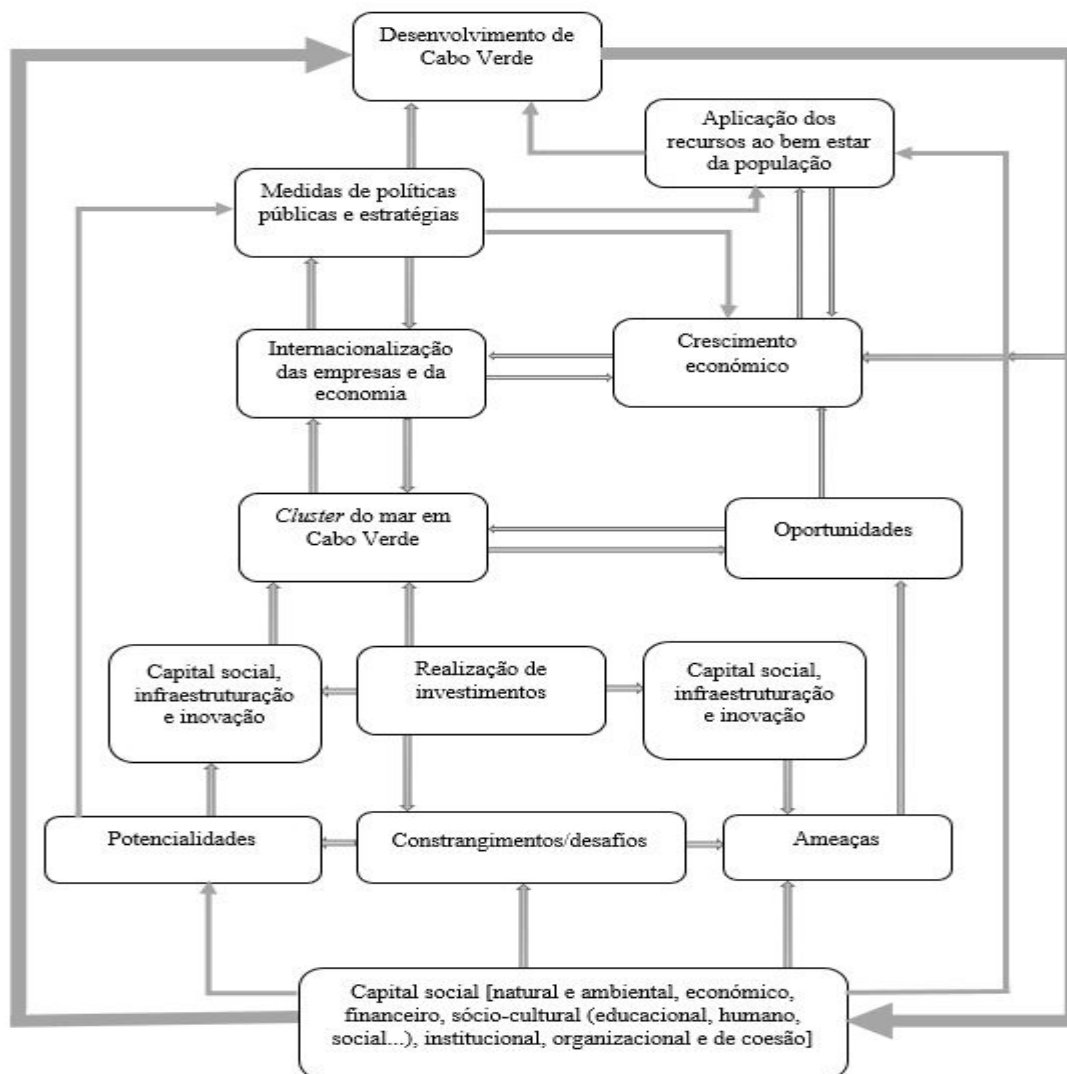 Desenvolvimento de
Cabo Verde
Aplicação dos
recursos ao bem estar
da população
Medidas de políticas
públicas e estratégias
Internacionalização
das empresas e da
economia
Crescimento
económico
Cluster do mar em
Cabo Verde
Oportunidades
Capital social,
infraestruturação
e inovação
Realização de
investimentos
Capital social,
infraestruturação
e inovação
Potencialidades
Constrangimentos/desafios
Ameaças
Capital social [natural e ambiental, económico,
financeiro, sócio-cultural (educacional, humano,
social...), institucional, organizacional e de coesão]